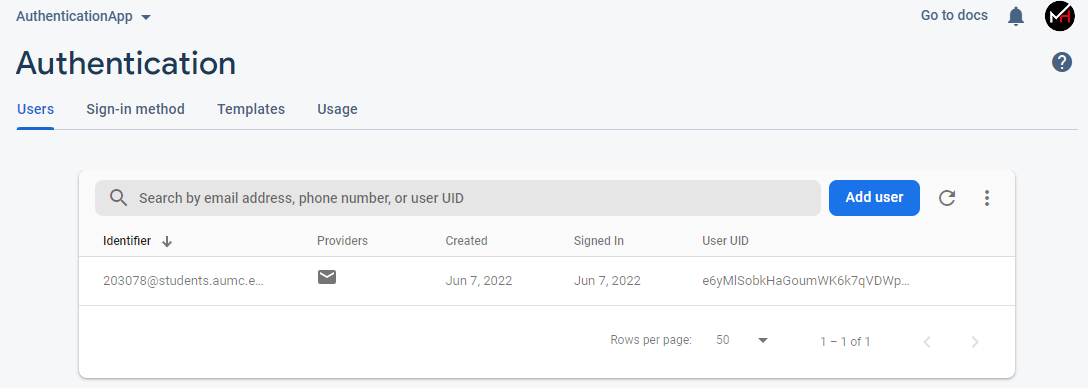 AuthenticationApp
Go to docs
Authentication
Users Sign-in method Templates Usage
Search by email address, phone number, or user UID
Add user
Identifier Providers Created Signed In User UID
203078@students.aumc.e... Jun 7, 2022 Jun 7, 2022 e6yMlSobkHaGoumWK6k7qVDWp...
Rows per page: 50 1 – 1 of 1